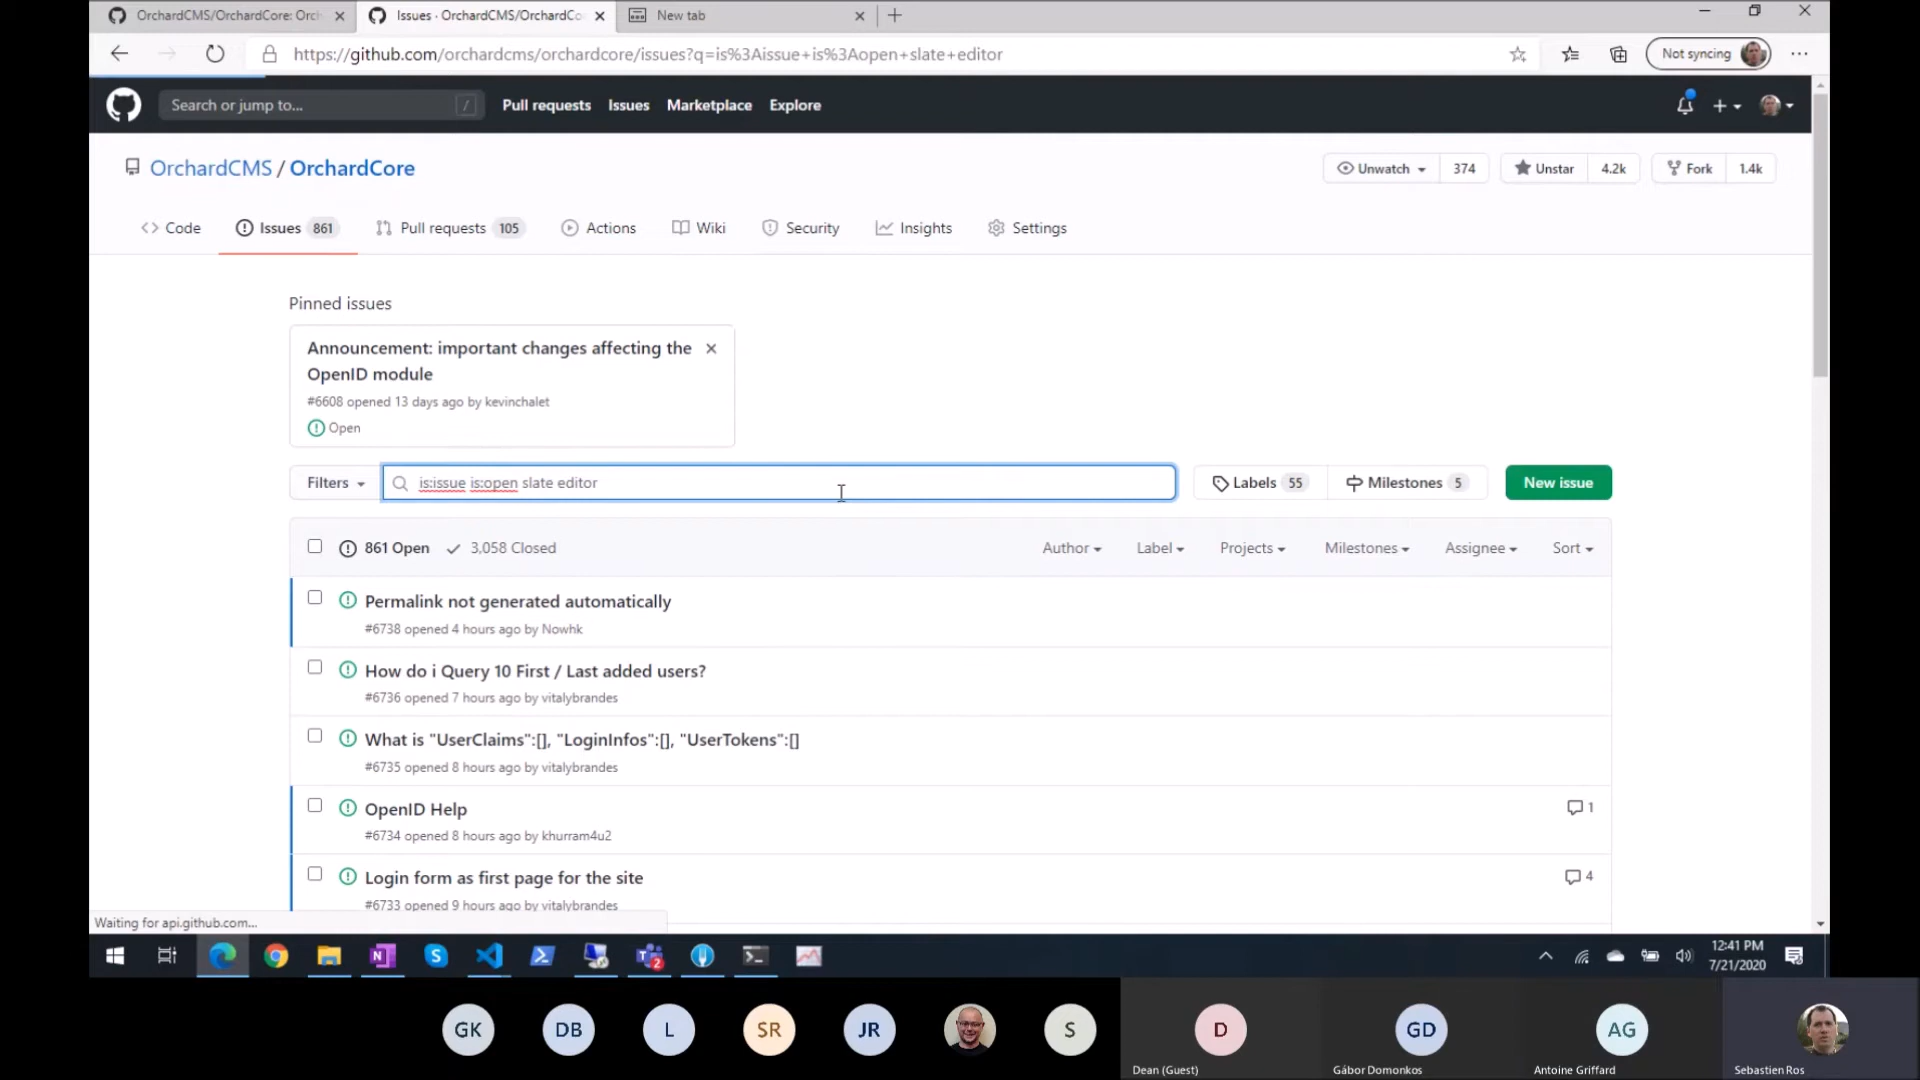 OrchardCMS/OrchardCore: Orch
Issues · OrchardCMS/OrchardCo
New tab
https://github.com/orchardcms/orchardcore/issues?q=is%3Aissue+is%3Aopen+slate+editor
Not syncing
Search or jump to...
/
Pull requests
Issues
Marketplace
Explore
OrchardCMS / OrchardCore
Unwatch
374
Unstar
4.2k
Fork
1.4k
Code
Issues 861
Pull requests 105
Actions
Wiki
Security
Insights
Settings
Pinned issues
Announcement: important changes affecting the
OpenID module
#6608 opened 13 days ago by kevinchalet
Open
Filters
is:issue is:open slate editor
Labels 55
Milestones 5
New issue
861 Open
3,058 Closed
Author
Label
Projects
Milestones
Assignee
Sort
Permalink not generated automatically
#6738 opened 4 hours ago by Nowhk
How do i Query 10 First / Last added users?
#6736 opened 7 hours ago by vitalybrandes
What is "UserClaims":[], "LoginInfos":[], "UserTokens":[]
#6735 opened 8 hours ago by vitalybrandes
OpenID Help
1
#6734 opened 8 hours ago by khurram4u2
Login form as first page for the site
4
#6733 opened 9 hours ago by vitalybrandes
Waiting for api.github.com...
12:41 PM
7/21/2020
GK
DB
L
SR
JR
S
D
GD
AG
Dean (Guest)
Gábor Domonkos
Antoine Griffard
Sebastien Ros